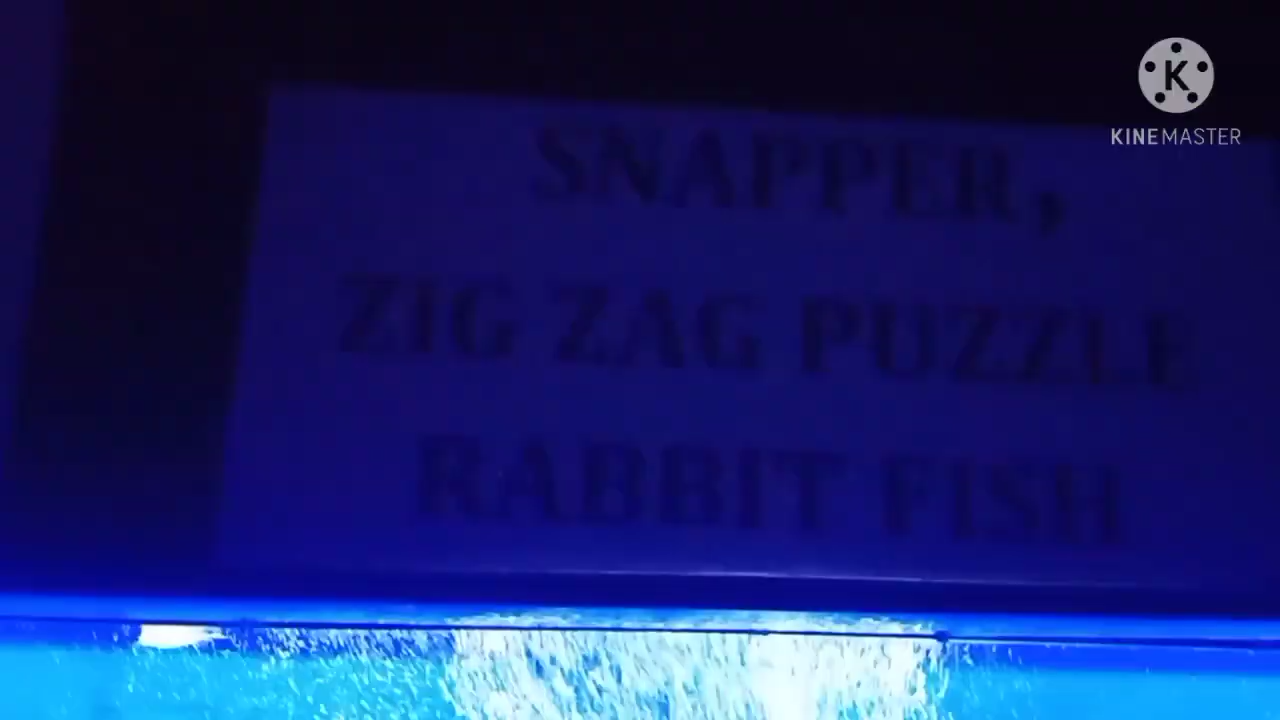 SNAPPER,
ZIG ZAG PUZZLE
RABBIT FISH
K
KINEMASTER